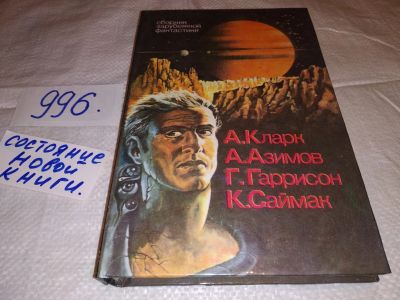 сборник
зарубежной
фантастики
996.
состояние
новой
книги.
А.Кларк
А.Азимов
Г.Гаррисон
К.Саймак